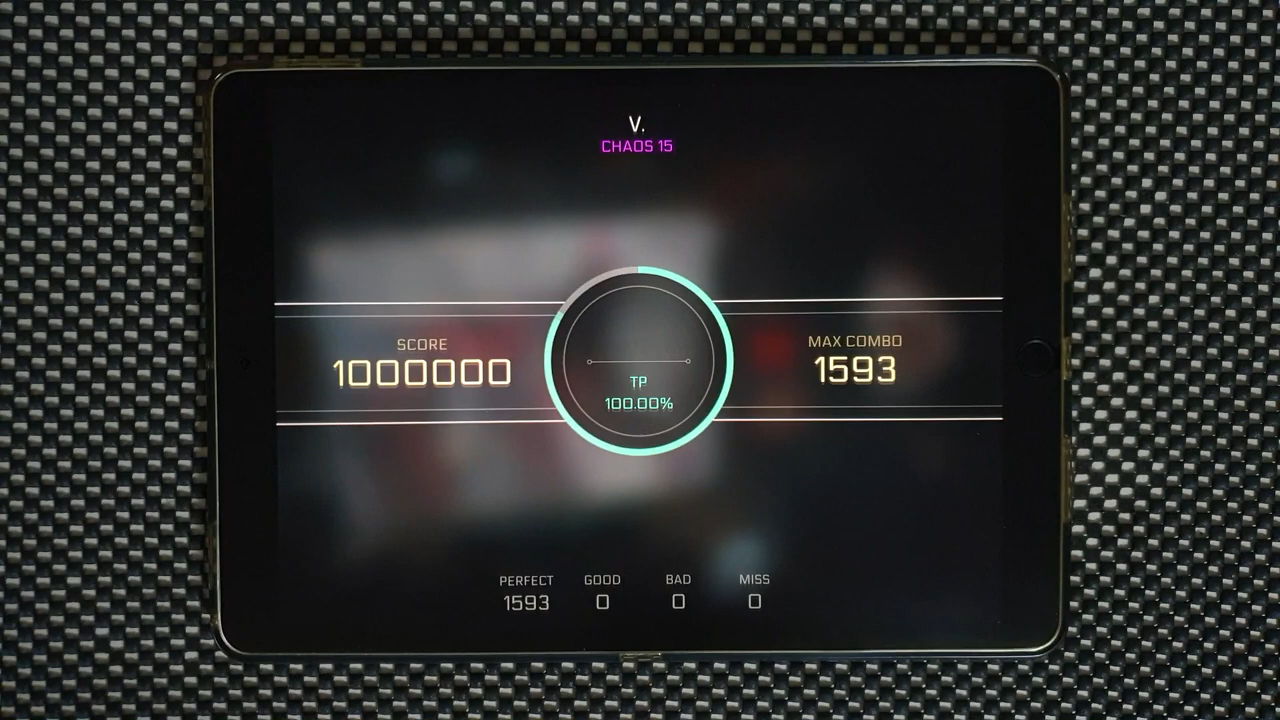 V.
CHAOS 15
SCORE
1000000
TP
100.00%
MAX COMBO
1593
PERFECT GOOD BAD MISS
1593 0 0 0